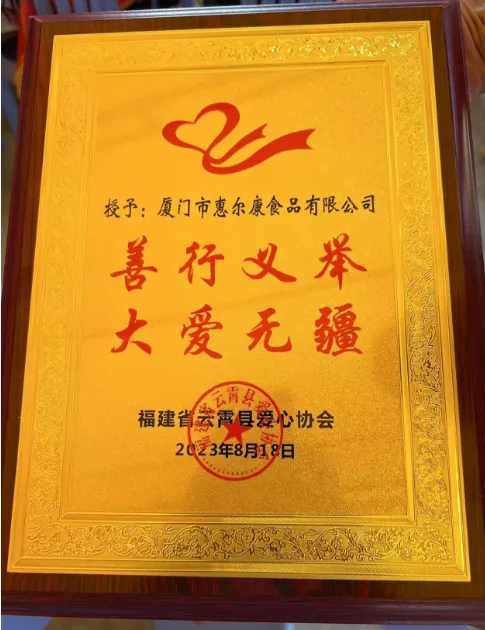 授予：厦门市惠尔康食品有限公司
善行义举
大爱无疆
福建省云霄县爱心协会
2023年8月18日